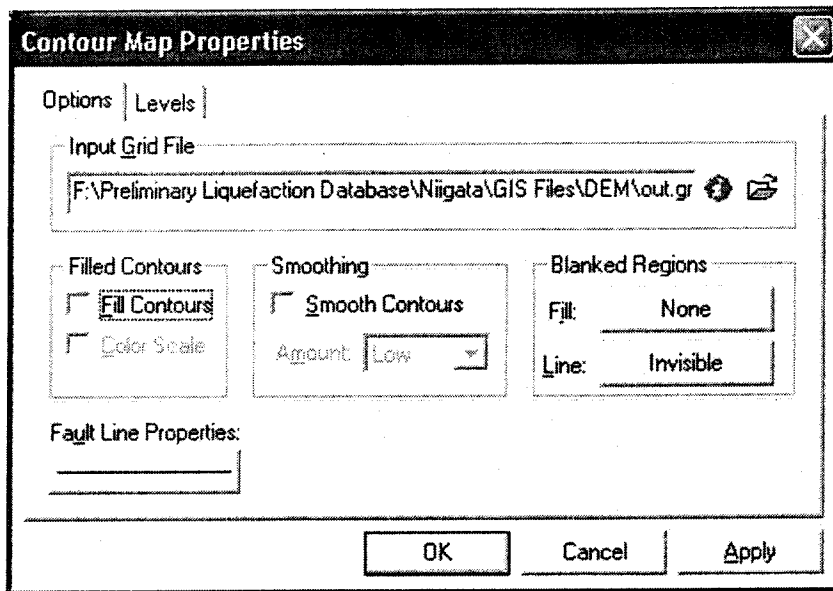 Contour Map Properties
Options Levels
Input Grid File
F:\Preliminary Liquefaction Database\Niigata\GIS Files\DEM\out.gr
Filled Contours
Fill Contours
Color Scale
Smoothing
Smooth Contours
Amount: Low
Blanked Regions
Fill: None
Line: Invisible
Fault Line Properties:
OK Cancel Apply